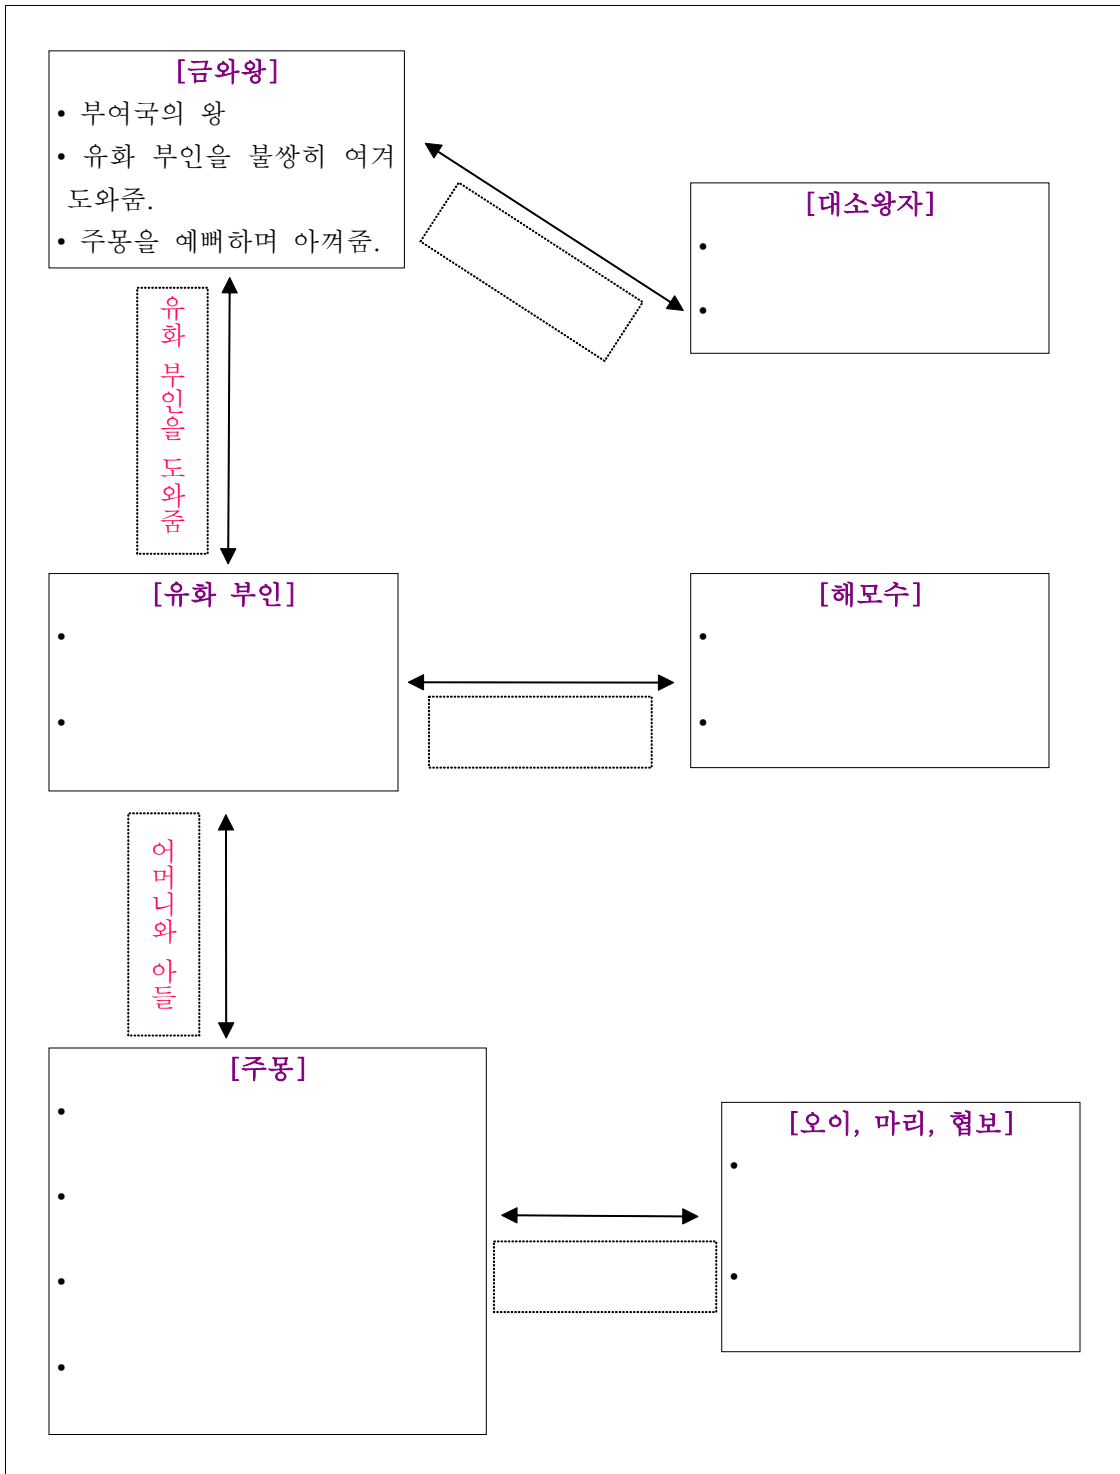 [금와왕]
• 부여국의 왕
• 유화 부인을 불쌍히 여겨
도와줌.
• 주몽을 예뻐하며 아껴줌.
[대소왕자]
•
•
유화 부인을 도와줌
[유화 부인]
•
•
[해모수]
•
•
어머니와 아들
[주몽]
•
•
•
•
[오이, 마리, 협보]
•
•